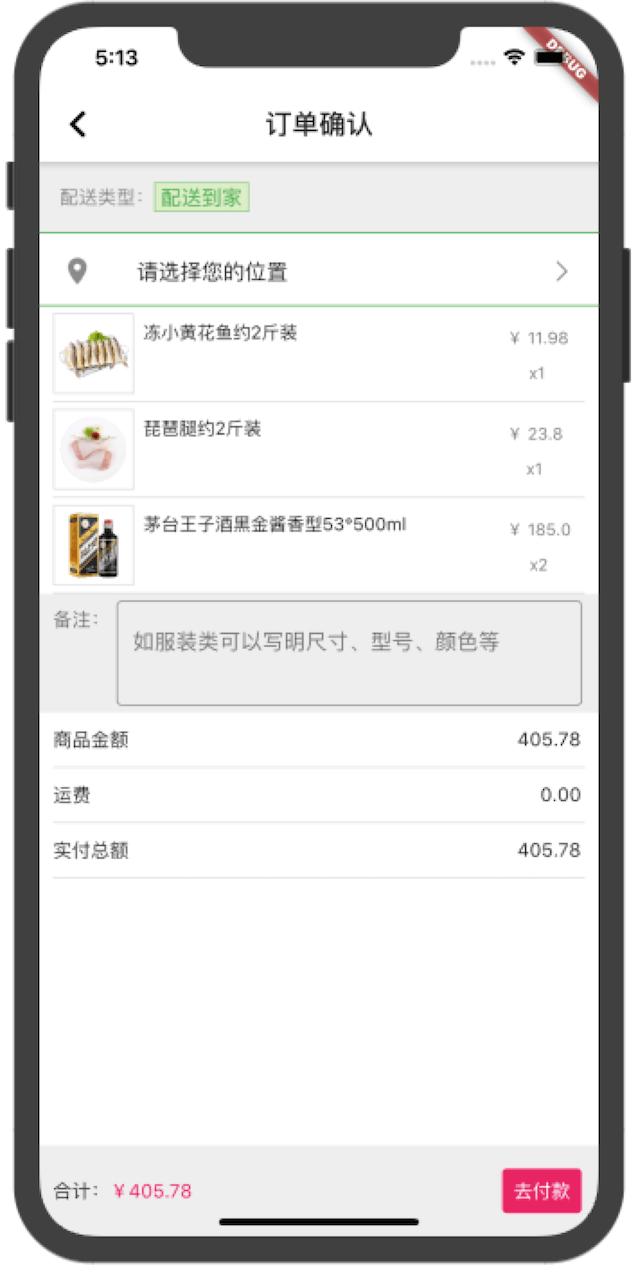 5:13
DEBUG
订单确认
配送类型: 配送到家
请选择您的位置
冻小黄花鱼约2斤装
¥ 11.98
x1
琵琶腿约2斤装
¥ 23.8
x1
茅台王子酒黑金酱香型53°500ml
¥ 185.0
x2
备注:
如服装类可以写明尺寸、型号、颜色等
商品金额 405.78
运费 0.00
实付总额 405.78
合计: ¥405.78 去付款